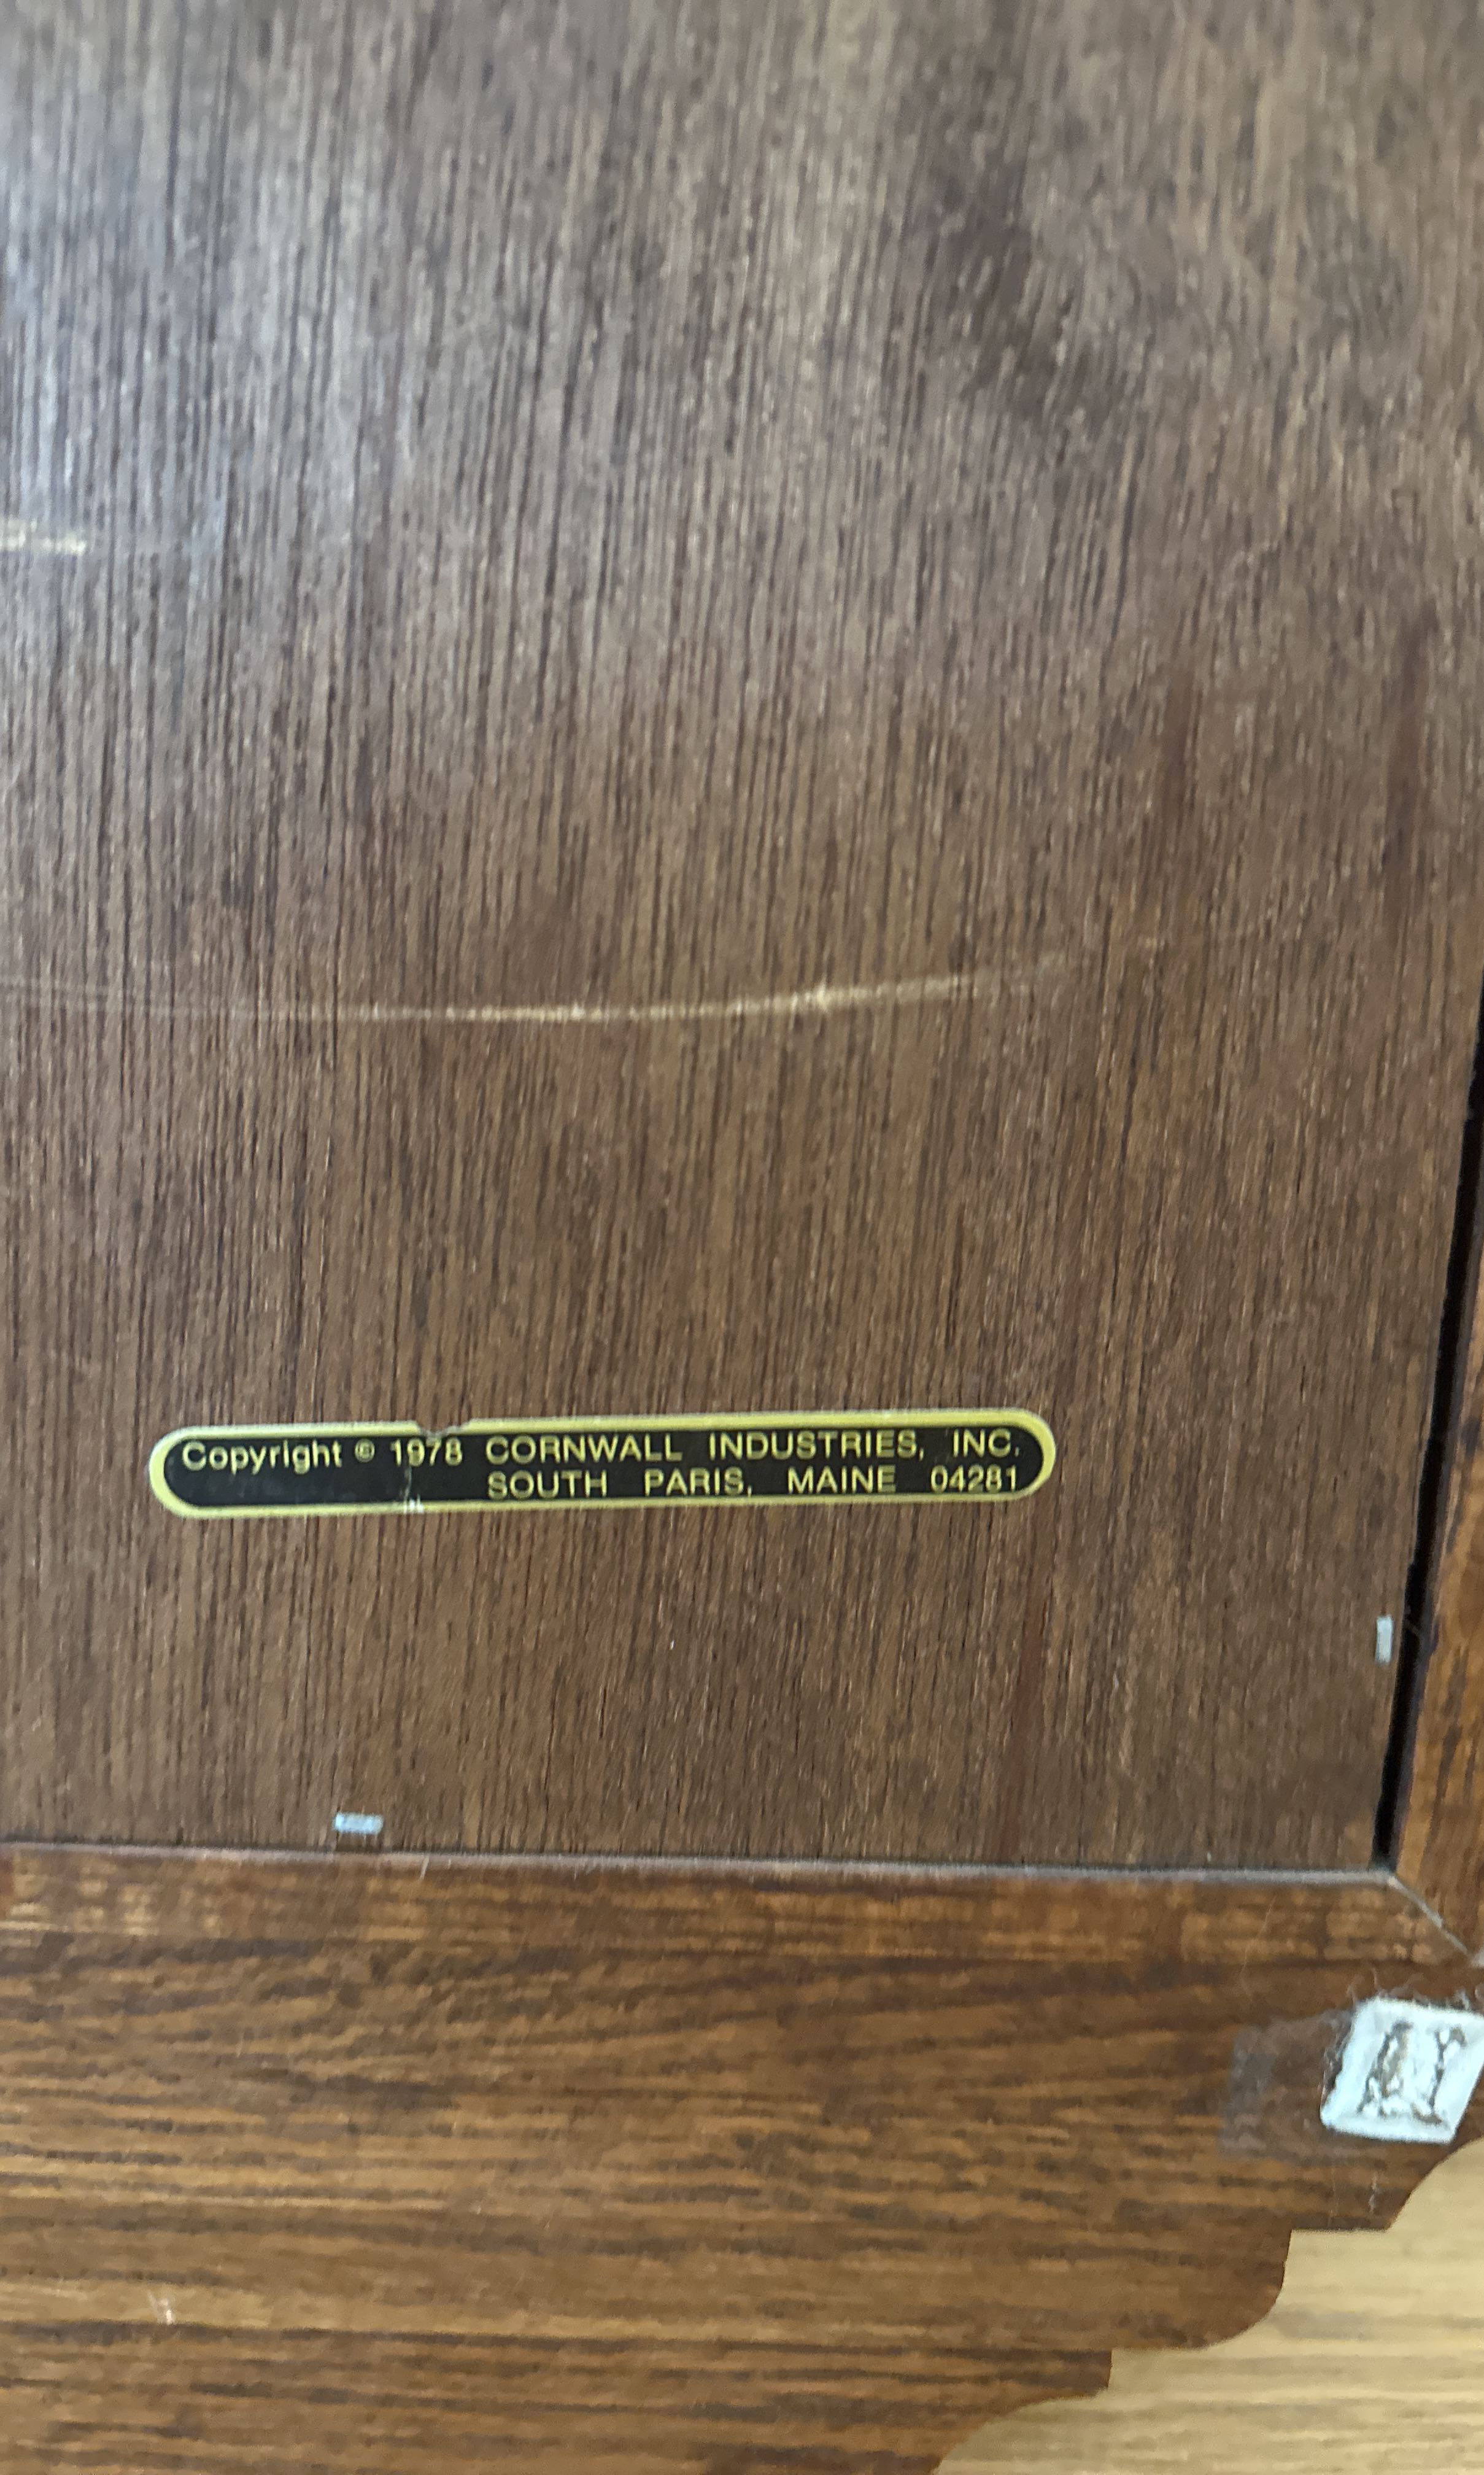 Copyright © 1978 CORNWALL INDUSTRIES, INC.
SOUTH PARIS, MAINE 04281